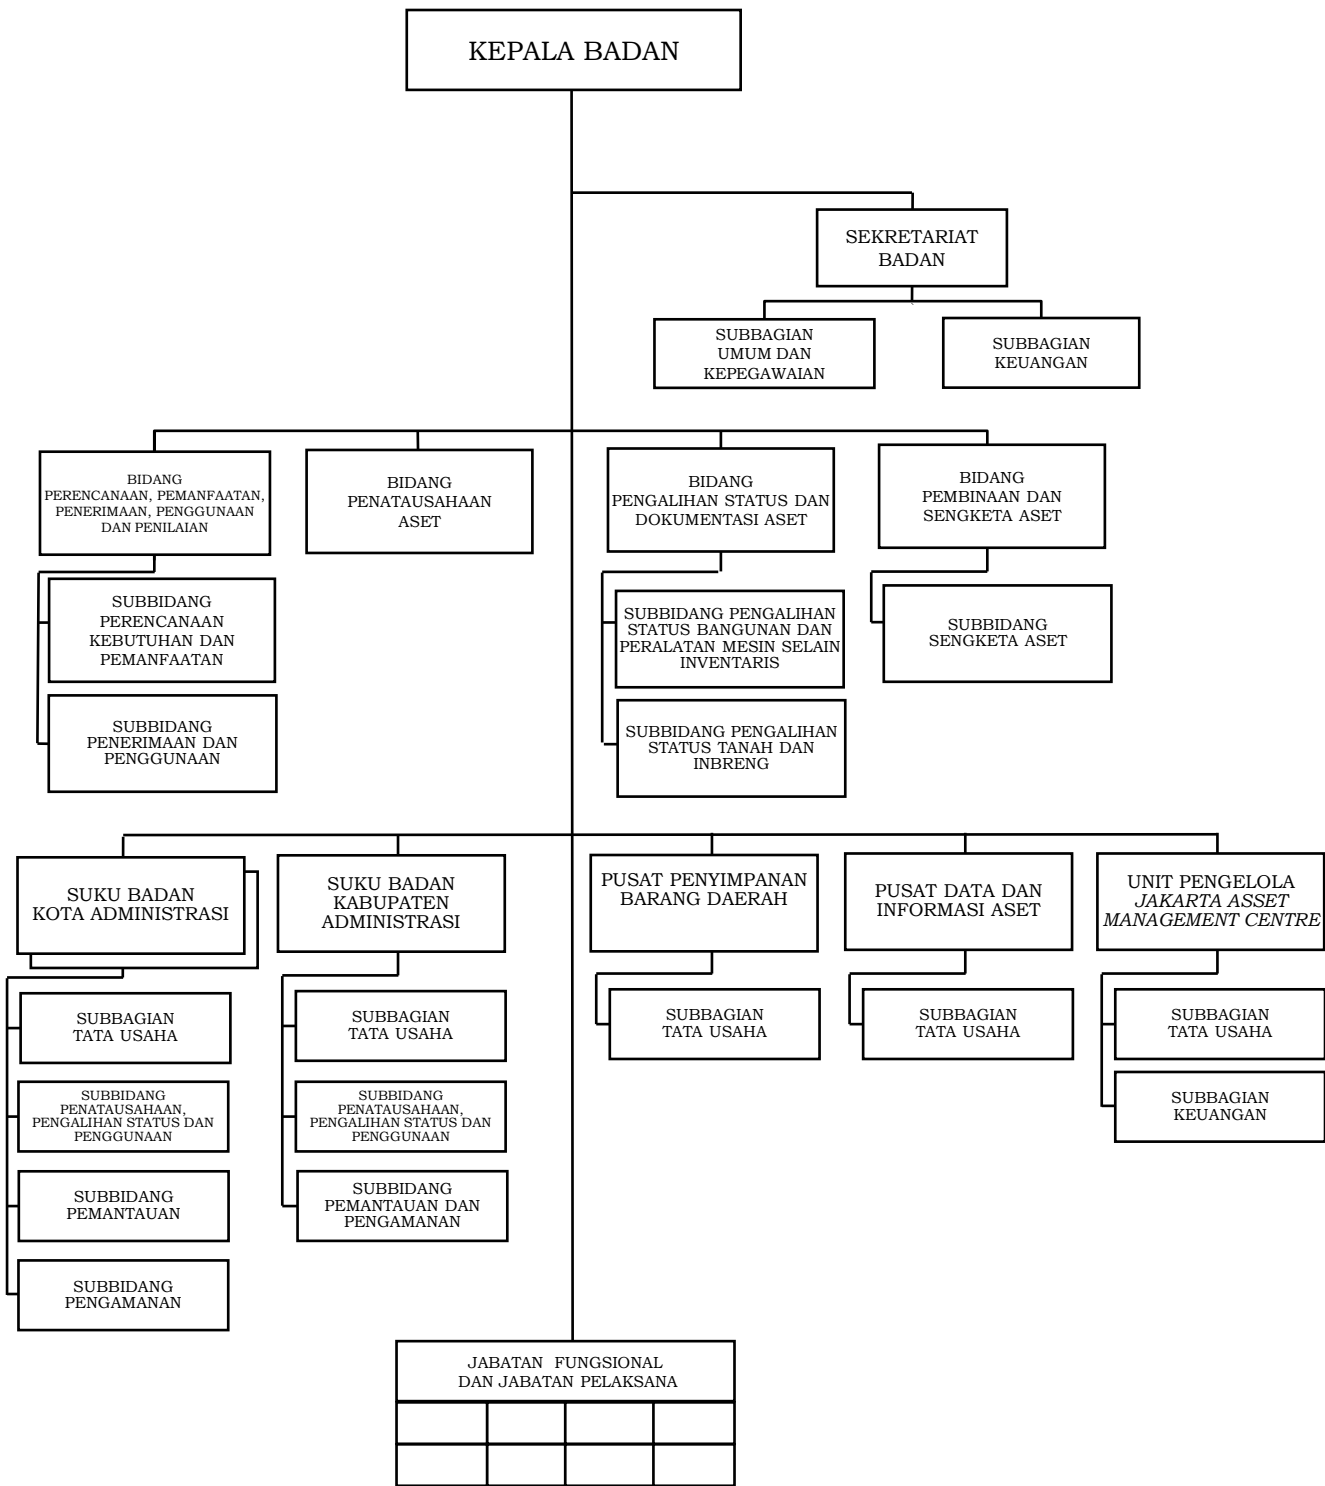 KEPALA BADAN
SEKRETARIAT
BADAN
SUBBAGIAN
UMUM DAN
KEPEGAWAIAN
SUBBAGIAN
KEUANGAN
BIDANG
PERENCANAAN, PEMANFAATAN,
PENERIMAAN, PENGGUNAAN
DAN PENILAIAN
BIDANG
PENATAUSAHAAN
ASET
BIDANG
PENGALIHAN STATUS DAN
DOKUMENTASI ASET
BIDANG
PEMBINAAN DAN
SENGKETA ASET
SUBBIDANG
PERENCANAAN
KEBUTUHAN DAN
PEMANFAATAN
SUBBIDANG
PENERIMAAN DAN
PENGGUNAAN
SUBBIDANG PENGALIHAN
STATUS BANGUNAN DAN
PERALATAN MESIN SELAIN
INVENTARIS
SUBBIDANG PENGALIHAN
STATUS TANAH DAN
INBRENG
SUBBIDANG
SENGKETA ASET
SUKU BADAN
KOTA ADMINISTRASI
SUKU BADAN
KABUPATEN
ADMINISTRASI
PUSAT PENYIMPANAN
BARANG DAERAH
PUSAT DATA DAN
INFORMASI ASET
UNIT PENGELOLA
JAKARTA ASSET
MANAGEMENT CENTRE
SUBBAGIAN
TATA USAHA
SUBBIDANG
PENATAUSAHAAN,
PENGALIHAN STATUS DAN
PENGGUNAAN
SUBBIDANG
PEMANTAUAN
SUBBIDANG
PENGAMANAN
SUBBAGIAN
TATA USAHA
SUBBIDANG
PENATAUSAHAAN,
PENGALIHAN STATUS DAN
PENGGUNAAN
SUBBIDANG
PEMANTAUAN DAN
PENGAMANAN
SUBBAGIAN
TATA USAHA
SUBBAGIAN
TATA USAHA
SUBBAGIAN
TATA USAHA
SUBBAGIAN
KEUANGAN
JABATAN FUNGSIONAL
DAN JABATAN PELAKSANA